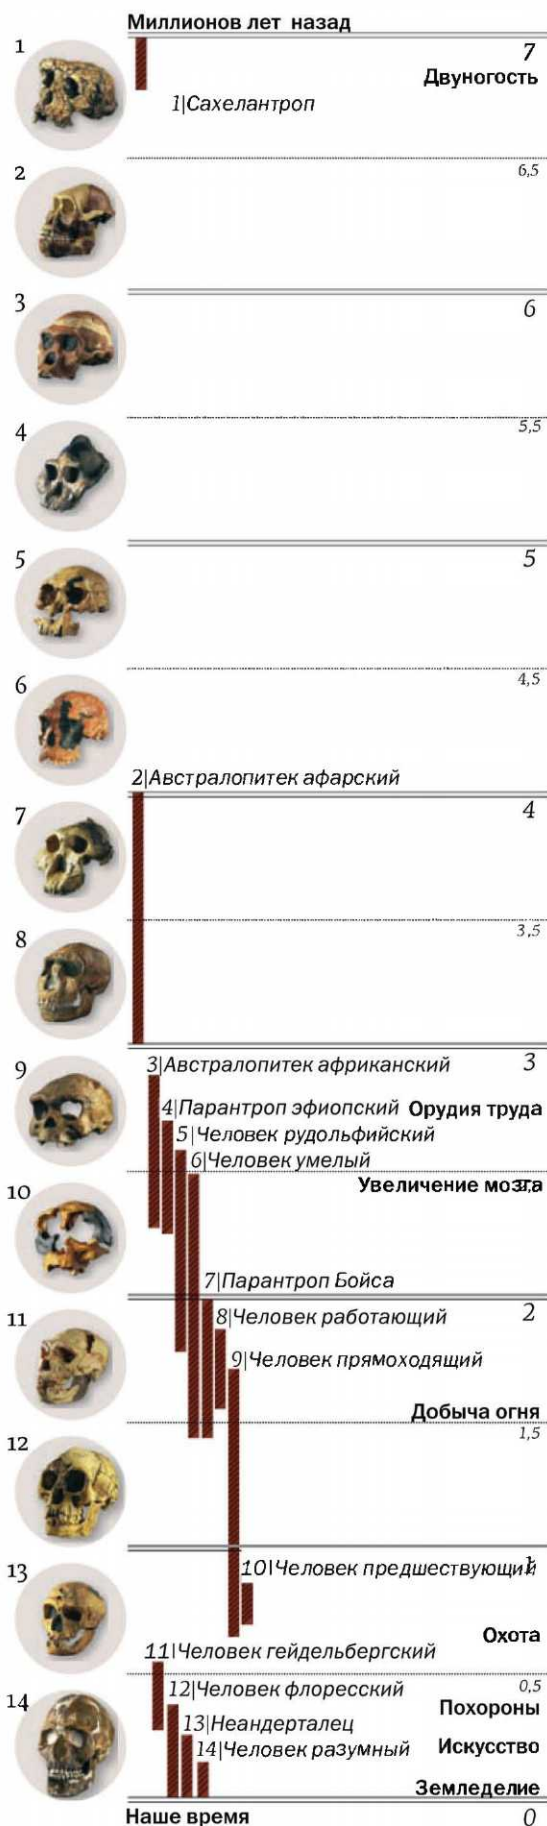 Миллионов лет назад
1
7
Двуногость
1|Сахелантроп
6,5
2
3
6
5,5
4
5
5
4,5
6
2|Австралопитек афарский
4
7
3,5
8
3
9
3|Австралопитек африканский
4|Парантроп эфиопский Орудия труда
5|Человек рудольфийский
6|Человек умелый
Увеличение мозга
10
7|Парантроп Бойса
2
11
8|Человек работающий
9|Человек прямоходящий
Добыча огня
1,5
12
10|Человек предшествующий
1
13
Охота
11|Человек гейдельбергский
0,5
12|Человек флоресский
14
Похороны
13|Неандерталец
14|Человек разумный Искусство
Земледелие
Наше время
0